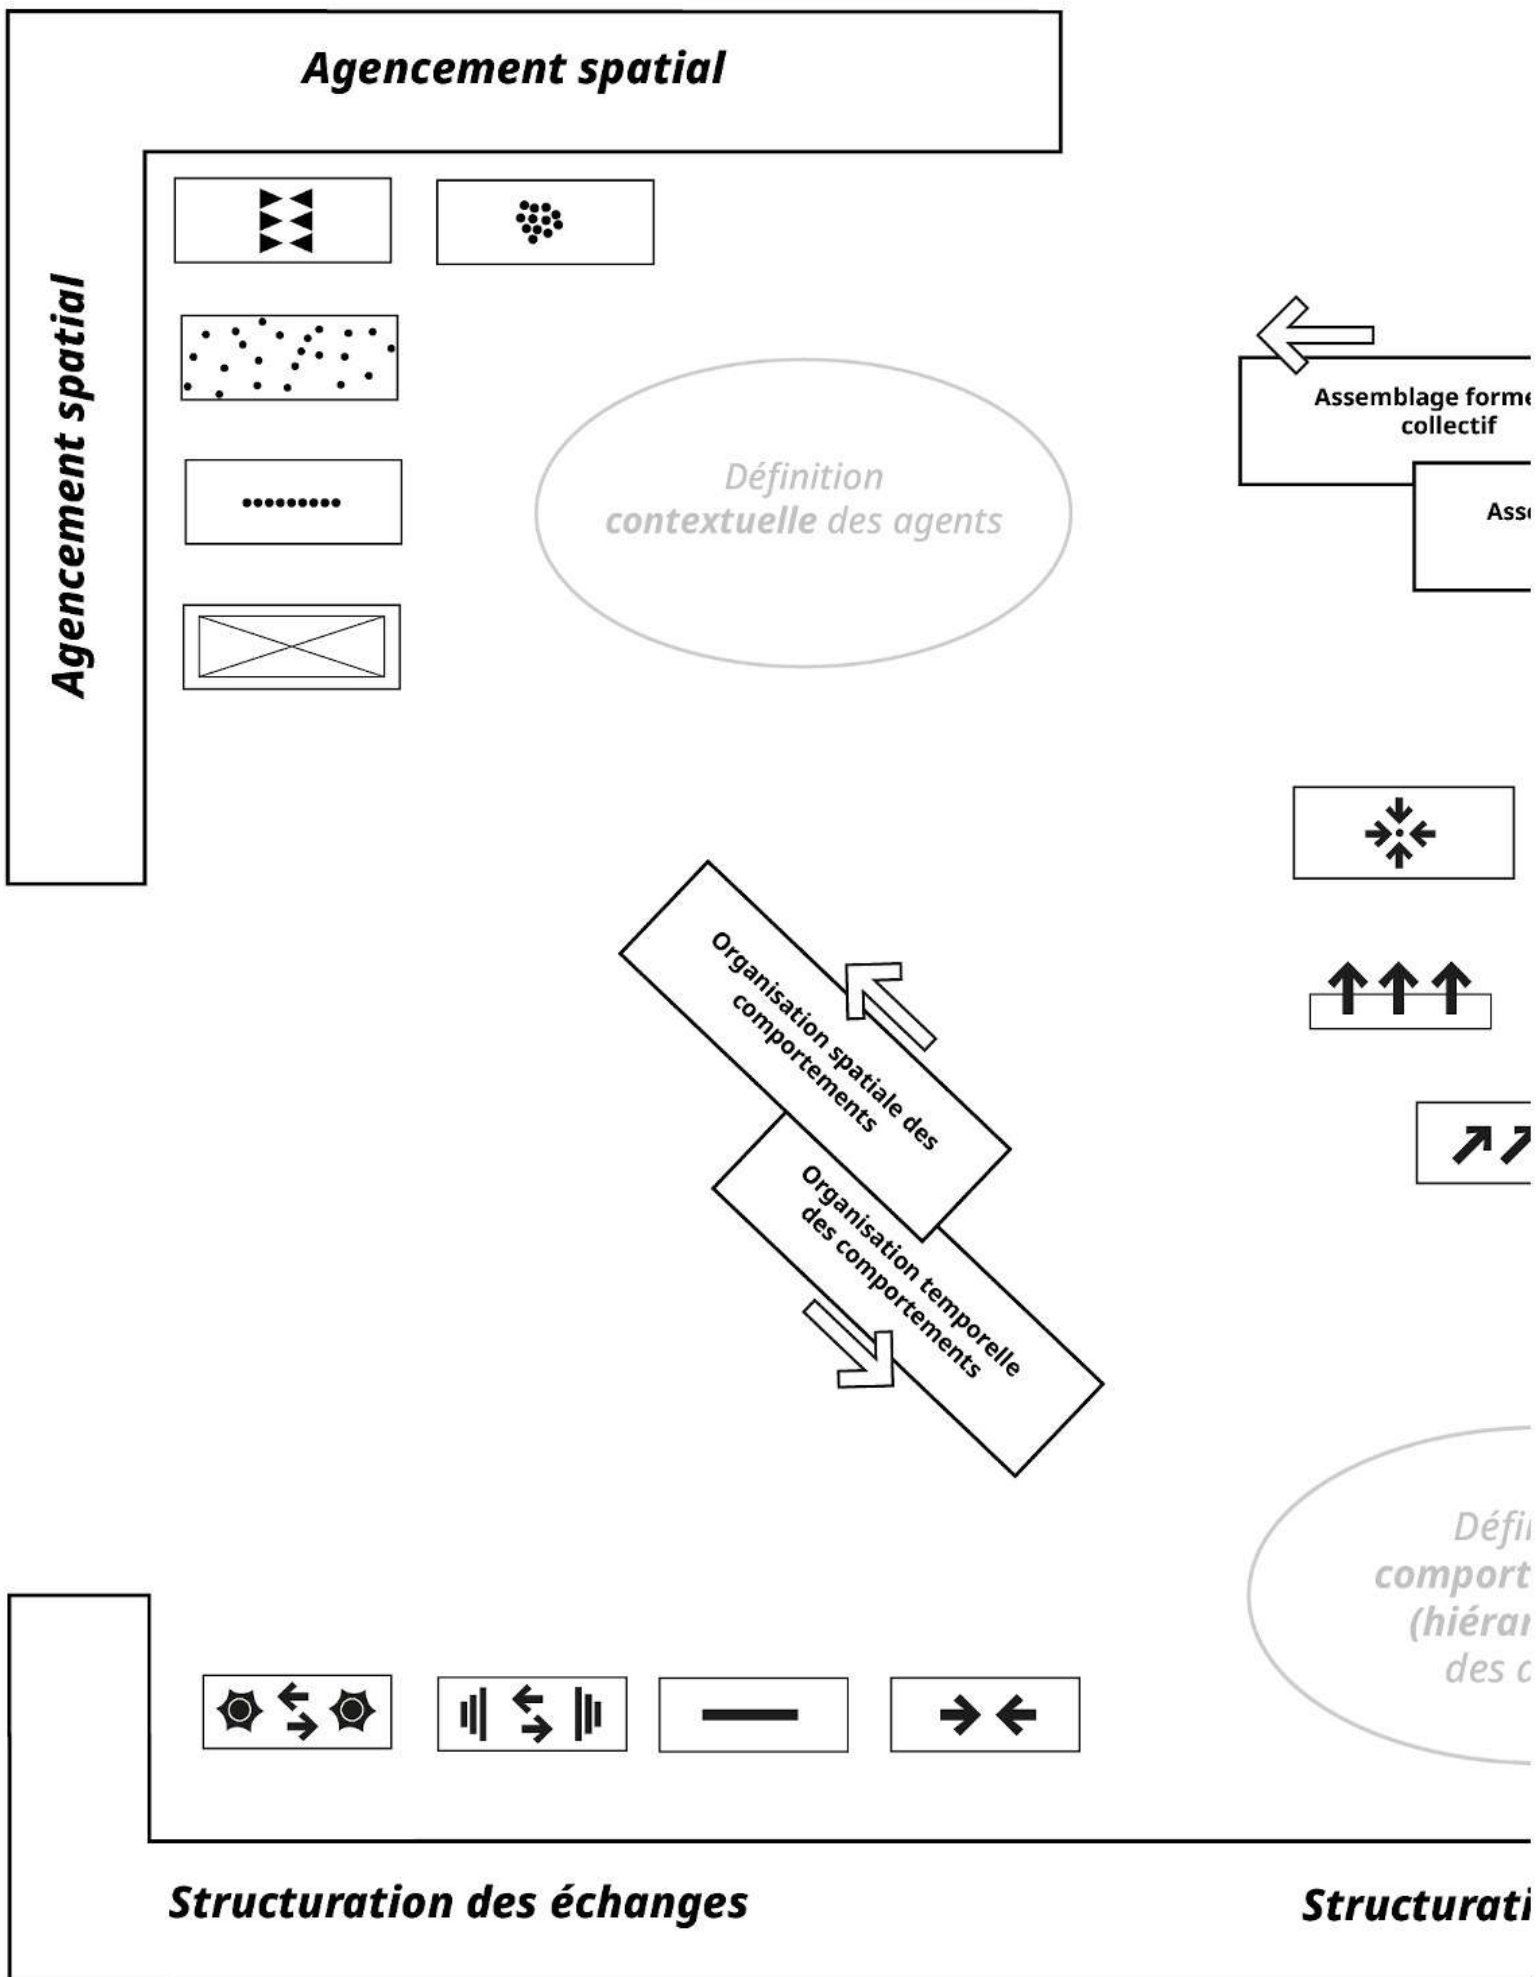 Agencement spatial
Agencement spatial
Définition
contextuelle des agents
Assemblage
collectif
Organisation spatiale des
comportements
Organisation temporelle
des comportements
des
Structuration des échanges